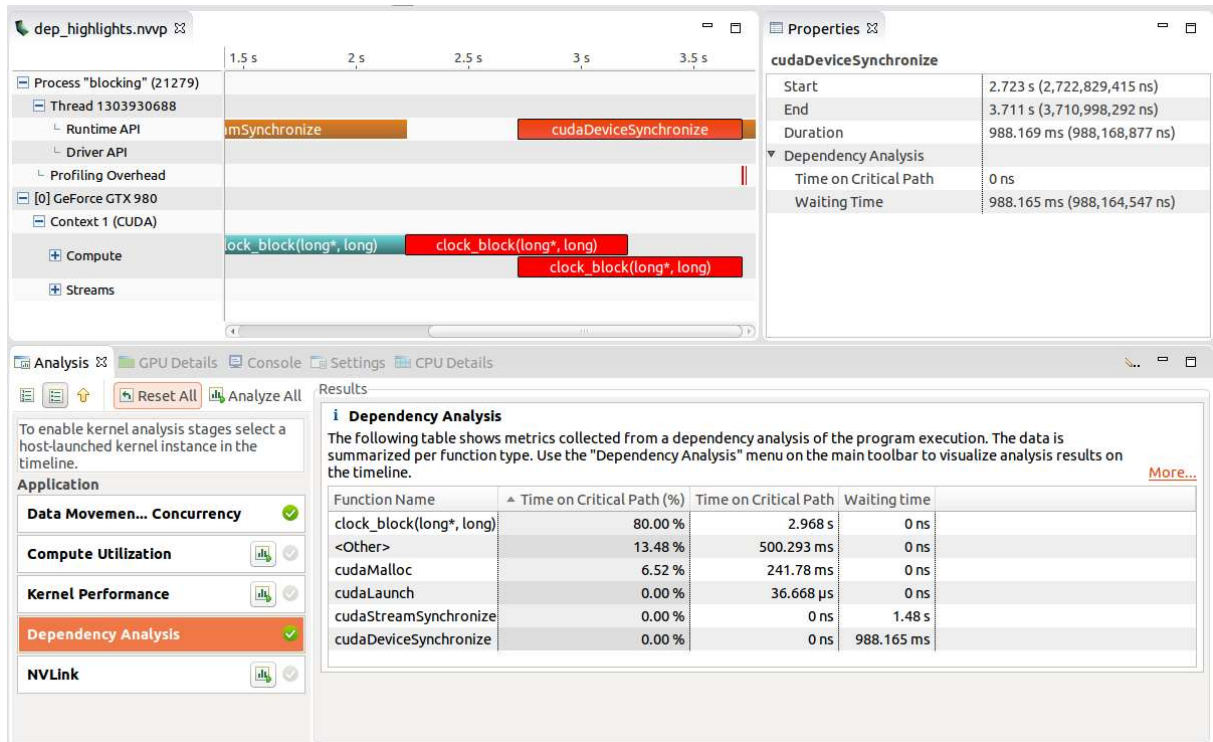 dep_highlights.nvvp
1.5 s 2 s 2.5 s 3 s 3.5 s
Process "blocking" (21279)
Thread 1303930688
Runtime API
amSynchronize cudaDeviceSynchronize
Driver API
Profiling Overhead
[0] GeForce GTX 980
Context 1 (CUDA)
Compute
lock_block(long*, long) clock_block(long*, long)
clock_block(long*, long)
Streams
Properties
cudaDeviceSynchronize
Start 2.723 s (2,722,829,415 ns)
End 3.711 s (3,710,998,292 ns)
Duration 988.169 ms (988,168,877 ns)
Dependency Analysis
Time on Critical Path 0 ns
Waiting Time 988.165 ms (988,164,547 ns)
Analysis GPU Details Console Settings CPU Details
Reset All Analyze All
To enable kernel analysis stages select a
host-launched kernel instance in the
timeline.
Application
Data Movemen... Concurrency
Compute Utilization
Kernel Performance
Dependency Analysis
NVLink
Results
i Dependency Analysis
The following table shows metrics collected from a dependency analysis of the program execution. The data is
summarized per function type. Use the "Dependency Analysis" menu on the main toolbar to visualize analysis results on
the timeline.
More...
Function Name Time on Critical Path (%) Time on Critical Path Waiting time
clock_block(long*, long) 80.00 % 2.968 s 0 ns
<Other> 13.48 % 500.293 ms 0 ns
cudaMalloc 6.52 % 241.78 ms 0 ns
cudaLaunch 0.00 % 36.668 µs 0 ns
cudaStreamSynchronize 0.00 % 0 ns 1.48 s
cudaDeviceSynchronize 0.00 % 0 ns 988.165 ms